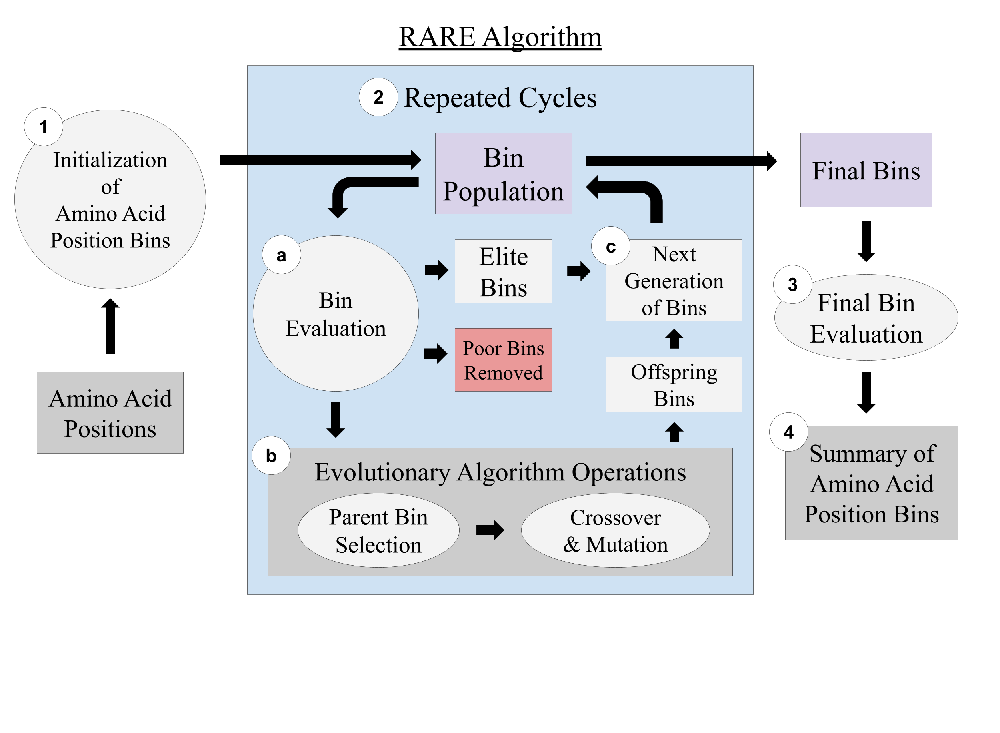 RARE Algorithm
1
Initialization
of
Amino Acid
Position Bins
Amino Acid
Positions
2
Repeated Cycles
Bin
Population
a
Bin
Evaluation
Elite
Bins
Poor Bins
Removed
c
Next
Generation
of Bins
Offspring
Bins
b
Evolutionary Algorithm Operations
Parent Bin
Selection
Crossover
& Mutation
Final Bins
3
Final Bin
Evaluation
4
Summary of
Amino Acid
Position Bins